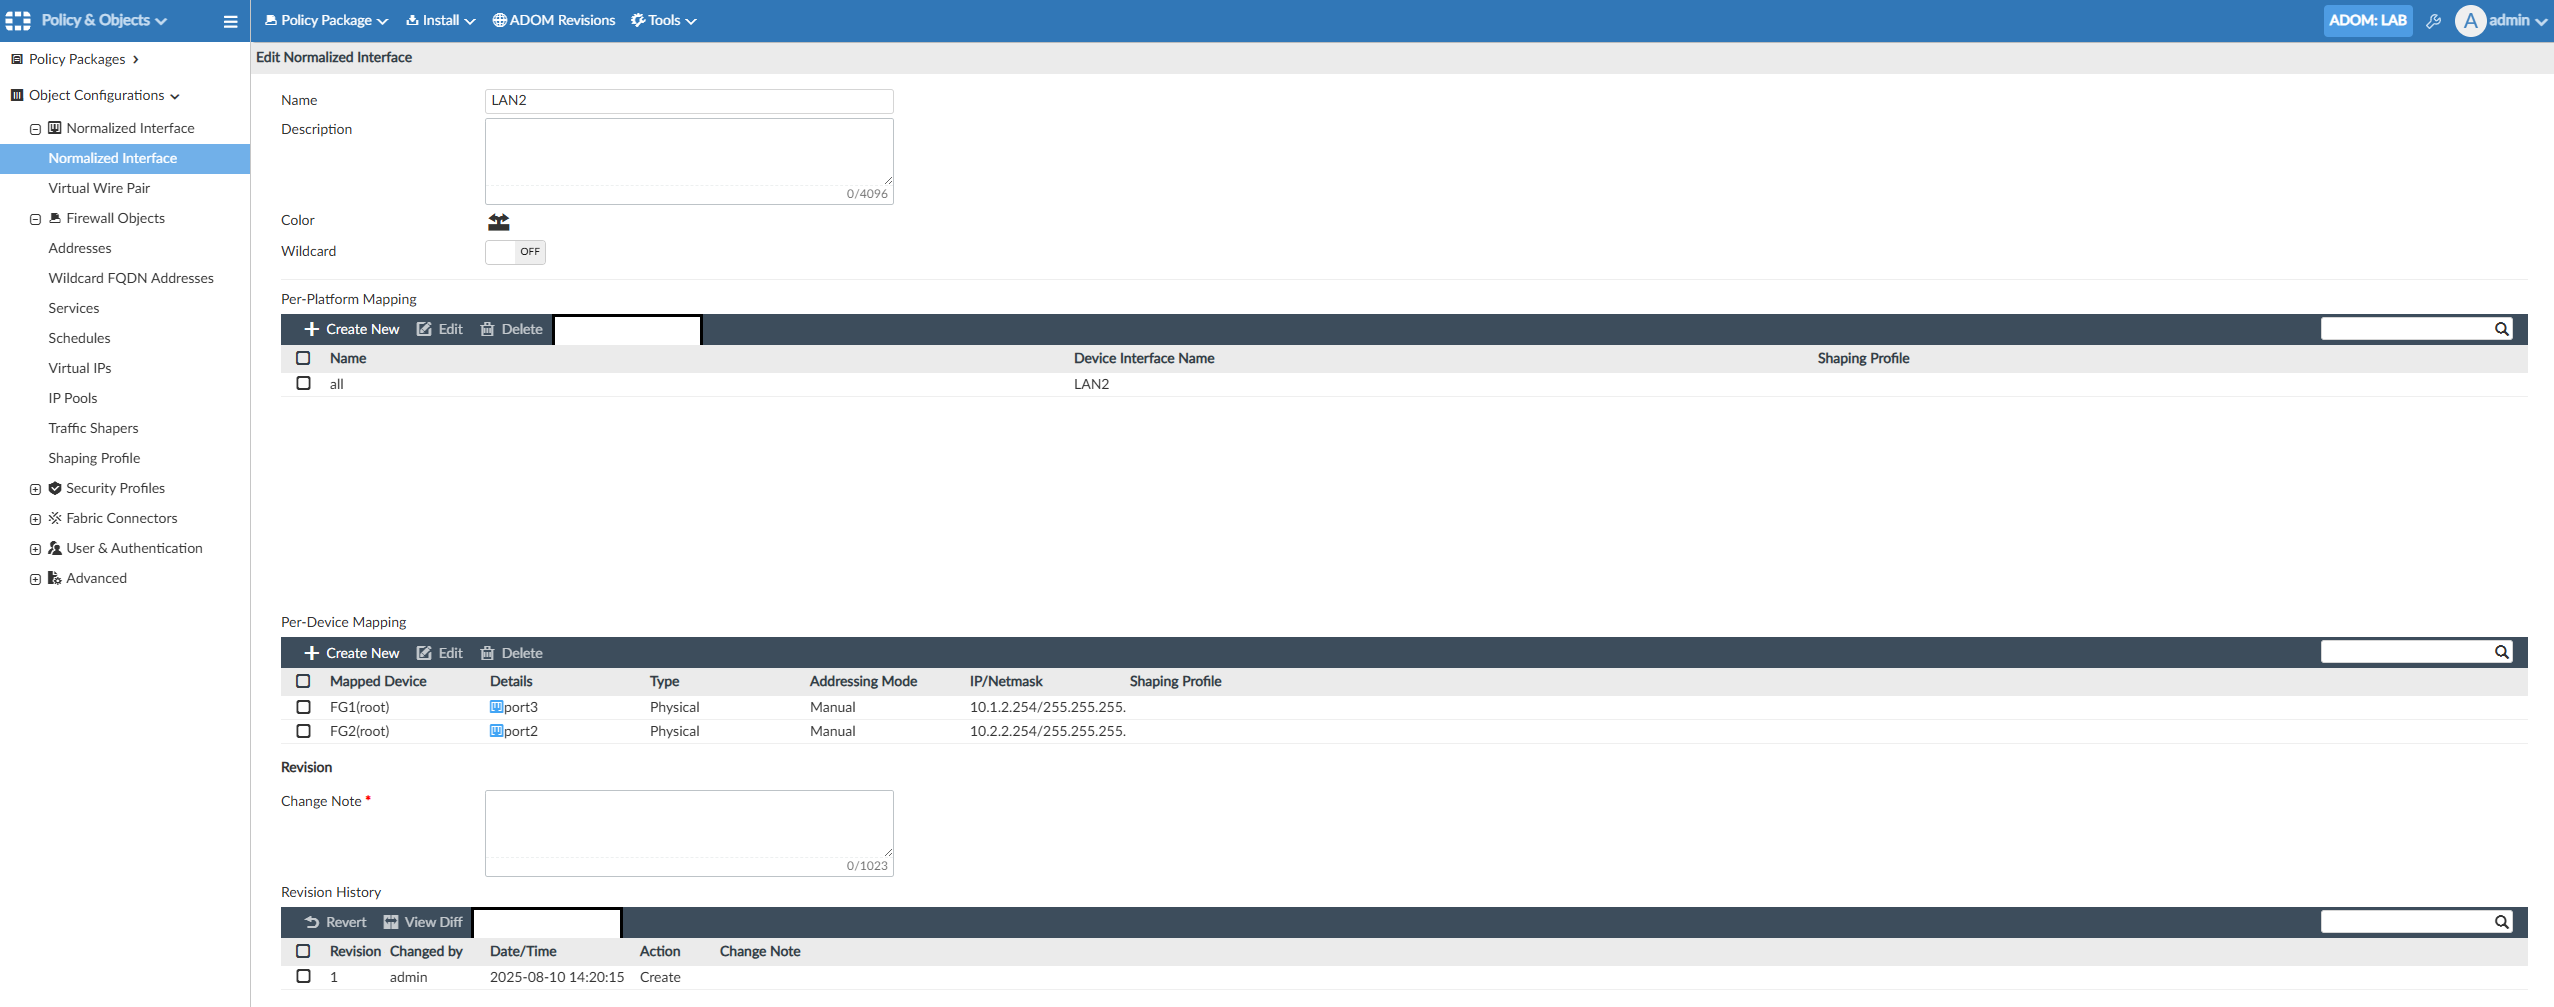 Policy & Objects
Policy Package
Install
ADOM Revisions
Tools
ADOM: LAB
A
admin
Policy Packages
Object Configurations
Normalized Interface
Normalized Interface
Virtual Wire Pair
Firewall Objects
Addresses
Wildcard FQDN Addresses
Services
Schedules
Virtual IPs
IP Pools
Traffic Shapers
Shaping Profile
Security Profiles
Fabric Connectors
User & Authentication
Advanced
Edit Normalized Interface
Name LAN2
Description
0/4096
Color
Wildcard OFF
Per-Platform Mapping
Create New Edit Delete
Name Device Interface Name Shaping Profile
all LAN2
Per-Device Mapping
Create New Edit Delete
Mapped Device Details Type Addressing Mode IP/Netmask Shaping Profile
FG1(root) port3 Physical Manual 10.1.2.254/255.255.255.
FG2(root) port2 Physical Manual 10.2.2.254/255.255.255.
Revision
Change Note *
0/1023
Revision History
Revert View Diff
Revision Changed by Date/Time Action Change Note
1 admin 2025-08-10 14:20:15 Create